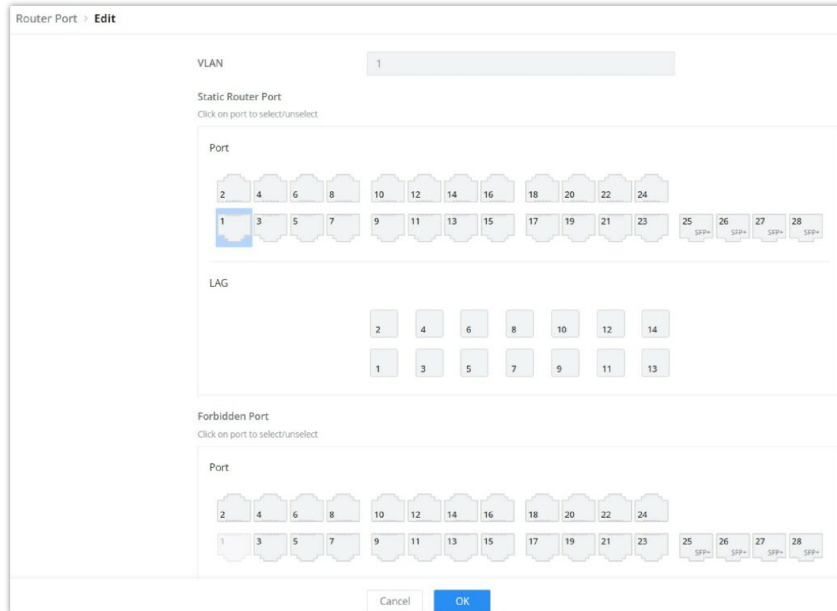 Router Port > Edit
VLAN 1
Static Router Port
Click on port to select/unselect
Port
2 4 6 8 10 12 14 16 18 20 22 24
1 3 5 7 9 11 13 15 17 19 21 23 25 SFP+ 26 SFP+ 27 SFP+ 28 SFP+
LAG
2 4 6 8 10 12 14
1 3 5 7 9 11 13
Forbidden Port
Click on port to select/unselect
Port
2 4 6 8 10 12 14 16 18 20 22 24
1 3 5 7 9 11 13 15 17 19 21 23 25 SFP+ 26 SFP+ 27 SFP+ 28 SFP+
Cancel OK